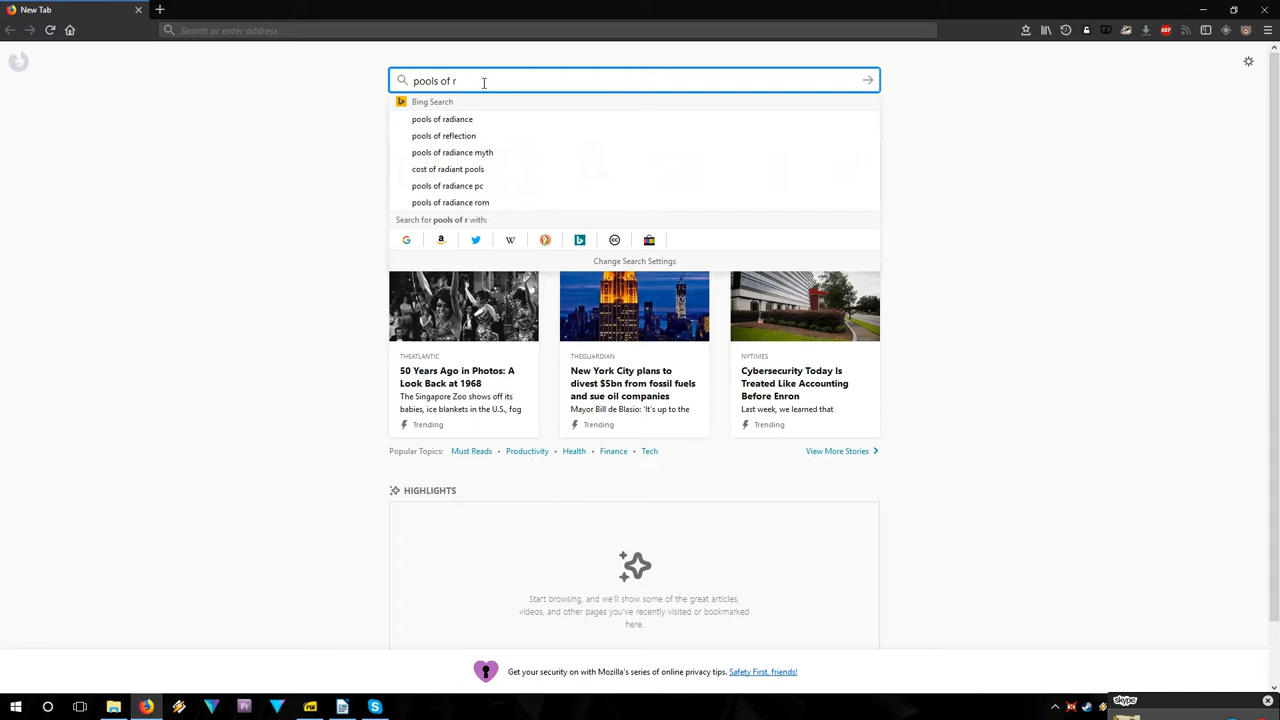 New Tab
Search or enter address
pools of r
Bing Search
pools of radiance
pools of reflection
pools of radiance myth
cost of radiant pools
pools of radiance pc
pools of radiance rom
Search for pools of r with:
Change Search Settings
THEATLANTIC
50 Years Ago in Photos: A
Look Back at 1968
The Singapore Zoo shows off its
babies, ice blankets in the U.S., fog
Trending
THEGUARDIAN
New York City plans to
divest $5bn from fossil fuels
and sue oil companies
Mayor Bill de Blasio: 'It's up to the
Trending
NYTIMES
Cybersecurity Today Is
Treated Like Accounting
Before Enron
Last week, we learned that
Trending
Popular Topics: Must Reads • Productivity • Health • Finance • Tech
View More Stories
HIGHLIGHTS
Start browsing, and we'll show some of the great articles,
videos, and other pages you've recently visited or bookmarked
here.
Get your security on with Mozilla's series of online privacy tips. Safety First, friends!
skype